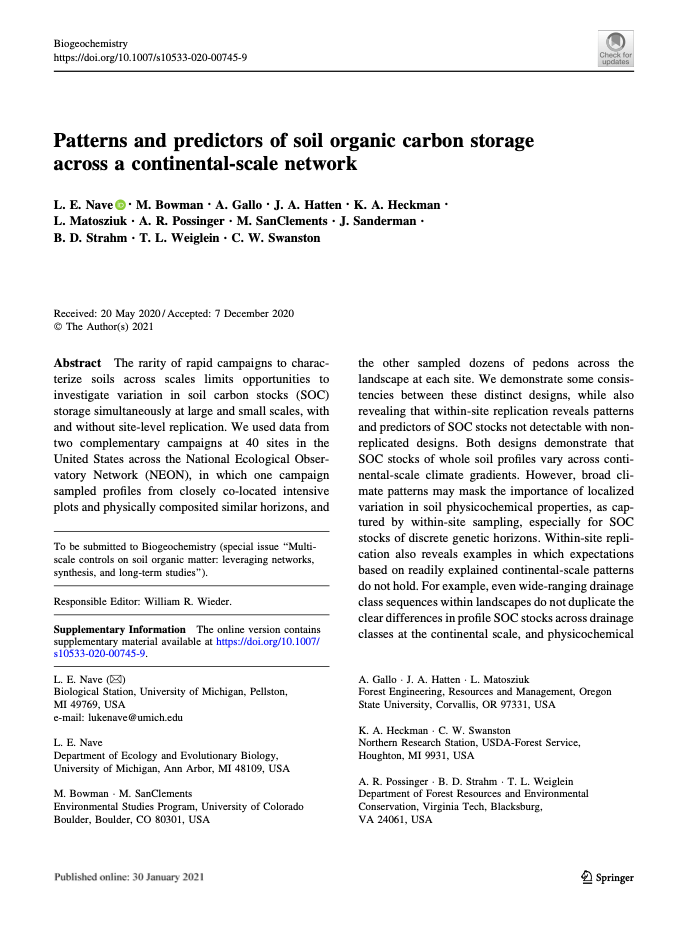 Biogeochemistry
https://doi.org/10.1007/s10533-020-00745-9
Check for
updates
Patterns and predictors of soil organic carbon storage
across a continental-scale network
L. E. Nave iD · M. Bowman · A. Gallo · J. A. Hatten · K. A. Heckman ·
L. Matosziuk · A. R. Possinger · M. SanClements · J. Sanderman ·
B. D. Strahm · T. L. Weiglein · C. W. Swanston
Received: 20 May 2020 / Accepted: 7 December 2020
© The Author(s) 2021
Abstract The rarity of rapid campaigns to charac-
terize soils across scales limits opportunities to
investigate variation in soil carbon stocks (SOC)
storage simultaneously at large and small scales, with
and without site-level replication. We used data from
two complementary campaigns at 40 sites in the
United States across the National Ecological Obser-
vatory Network (NEON), in which one campaign
sampled profiles from closely co-located intensive
plots and physically composited similar horizons, and
the other sampled dozens of pedons across the
landscape at each site. We demonstrate some consis-
tencies between these distinct designs, while also
revealing that within-site replication reveals patterns
and predictors of SOC stocks not detectable with non-
replicated designs. Both designs demonstrate that
SOC stocks of whole soil profiles vary across conti-
nental-scale climate gradients. However, broad cli-
mate patterns may mask the importance of localized
variation in soil physicochemical properties, as cap-
tured by within-site sampling, especially for SOC
stocks of discrete genetic horizons. Within-site repli-
cation also reveals examples in which expectations
based on readily explained continental-scale patterns
do not hold. For example, even wide-ranging drainage
class sequences within landscapes do not duplicate the
clear differences in profile SOC stocks across drainage
classes at the continental scale, and physicochemical
To be submitted to Biogeochemistry (special issue “Multi-
scale controls on soil organic matter: leveraging networks,
synthesis, and long-term studies”).
Responsible Editor: William R. Wieder.
Supplementary Information The online version contains
supplementary material available at https://doi.org/10.1007/
s10533-020-00745-9.
L. E. Nave (✉)
Biological Station, University of Michigan, Pellston,
MI 49769, USA
e-mail: lukenave@umich.edu
L. E. Nave
Department of Ecology and Evolutionary Biology,
University of Michigan, Ann Arbor, MI 48109, USA
M. Bowman · M. SanClements
Environmental Studies Program, University of Colorado
Boulder, Boulder, CO 80301, USA
A. Gallo · J. A. Hatten · L. Matosziuk
Forest Engineering, Resources and Management, Oregon
State University, Corvallis, OR 97331, USA
K. A. Heckman · C. W. Swanston
Northern Research Station, USDA-Forest Service,
Houghton, MI 9931, USA
A. R. Possinger · B. D. Strahm · T. L. Weiglein
Department of Forest Resources and Environmental
Conservation, Virginia Tech, Blacksburg,
VA 24061, USA
Published online: 30 January 2021
Springer